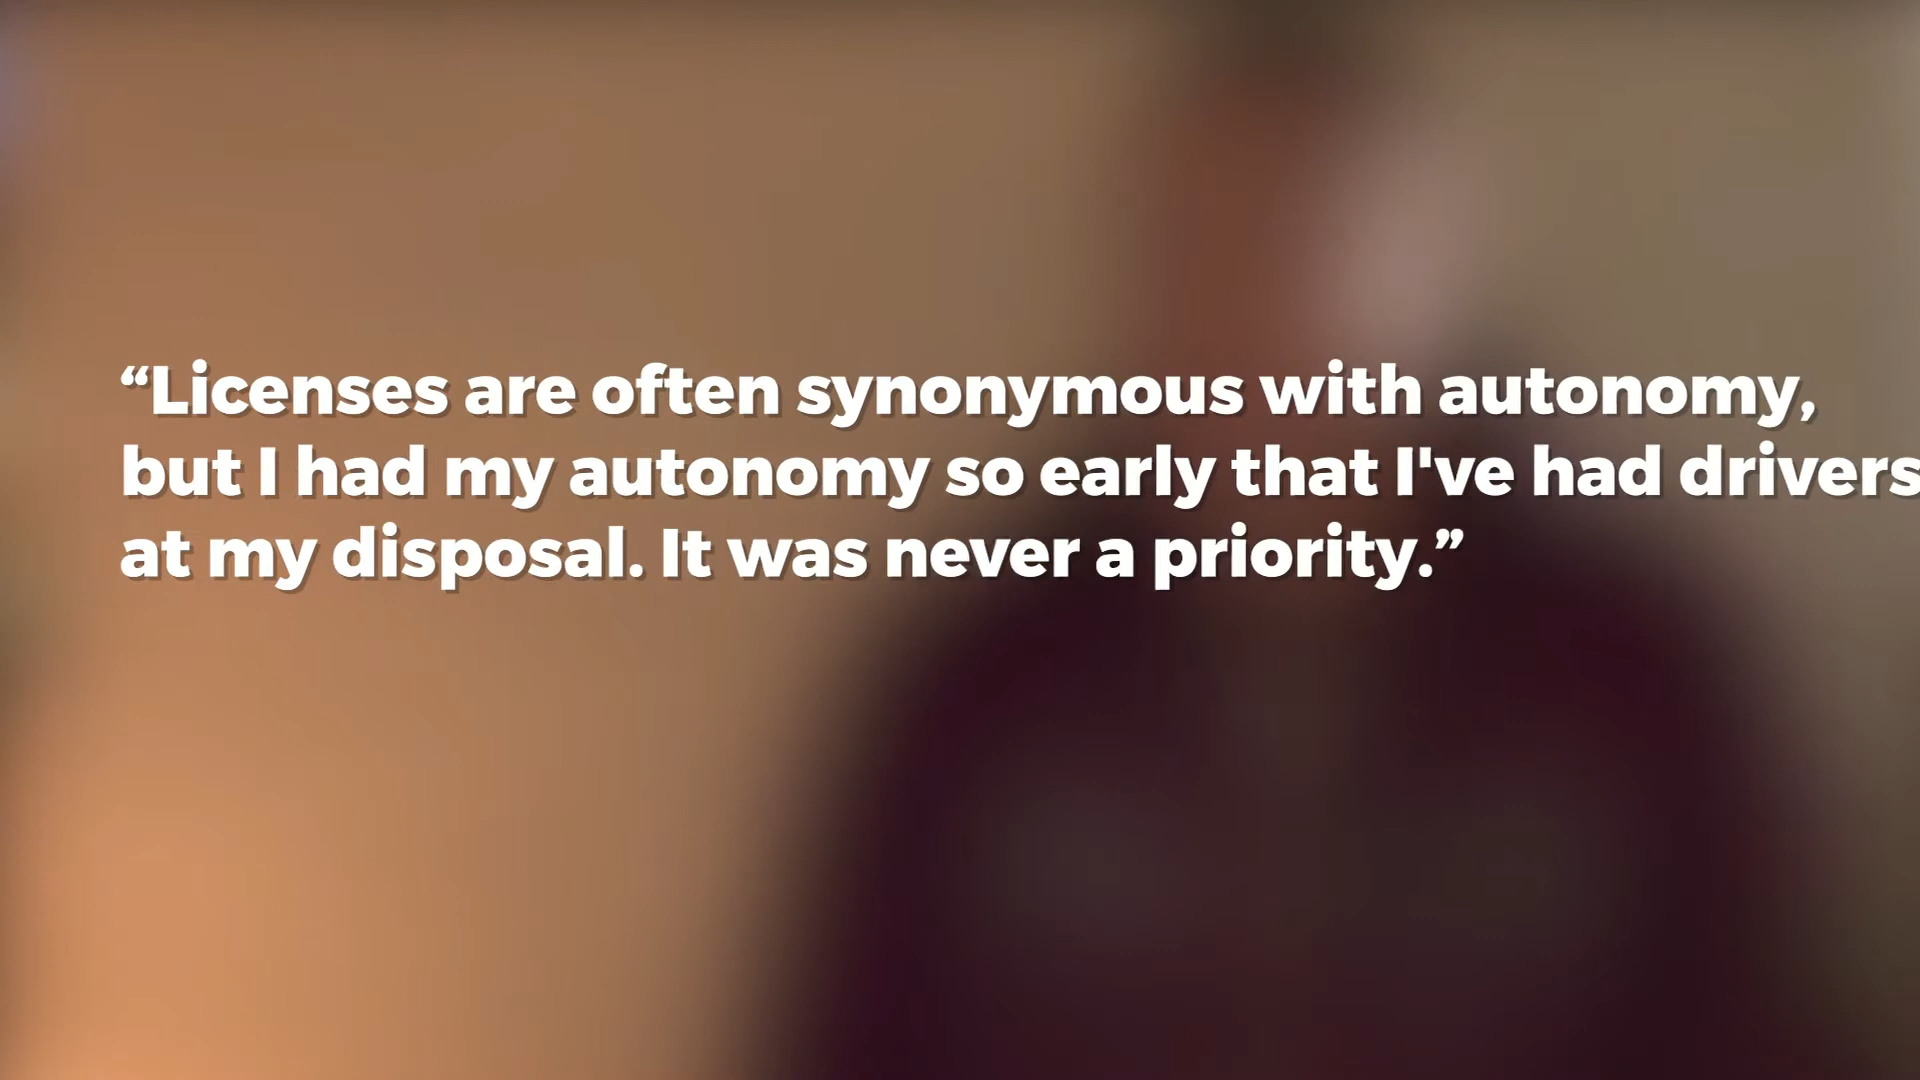 “Licenses are often synonymous with autonomy,
but I had my autonomy so early that I've had drivers
at my disposal. It was never a priority.”